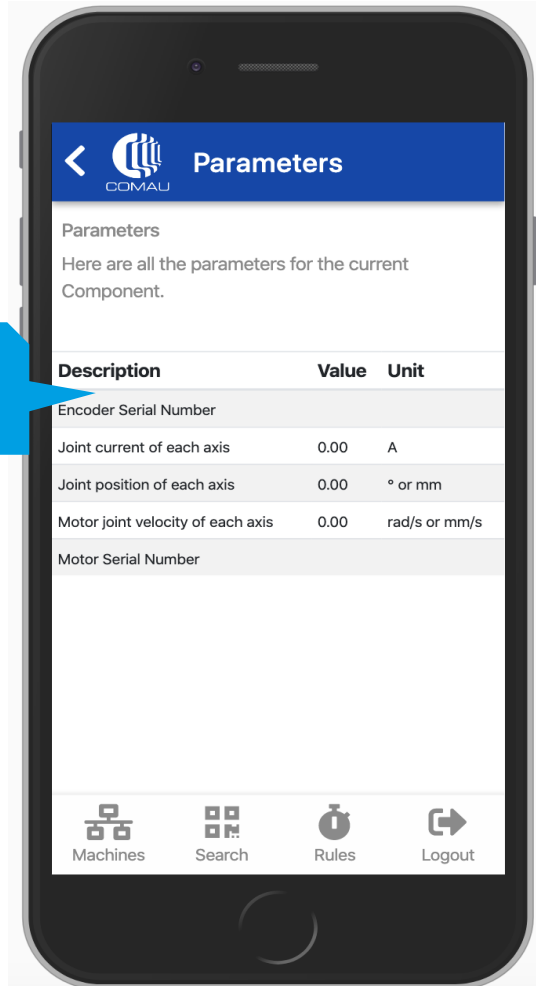 COMAU
Parameters
Parameters
Here are all the parameters for the current
Component.
Description Value Unit
Encoder Serial Number
Joint current of each axis 0.00 A
Joint position of each axis 0.00 ° or mm
Motor joint velocity of each axis 0.00 rad/s or mm/s
Motor Serial Number
Machines Search Rules Logout